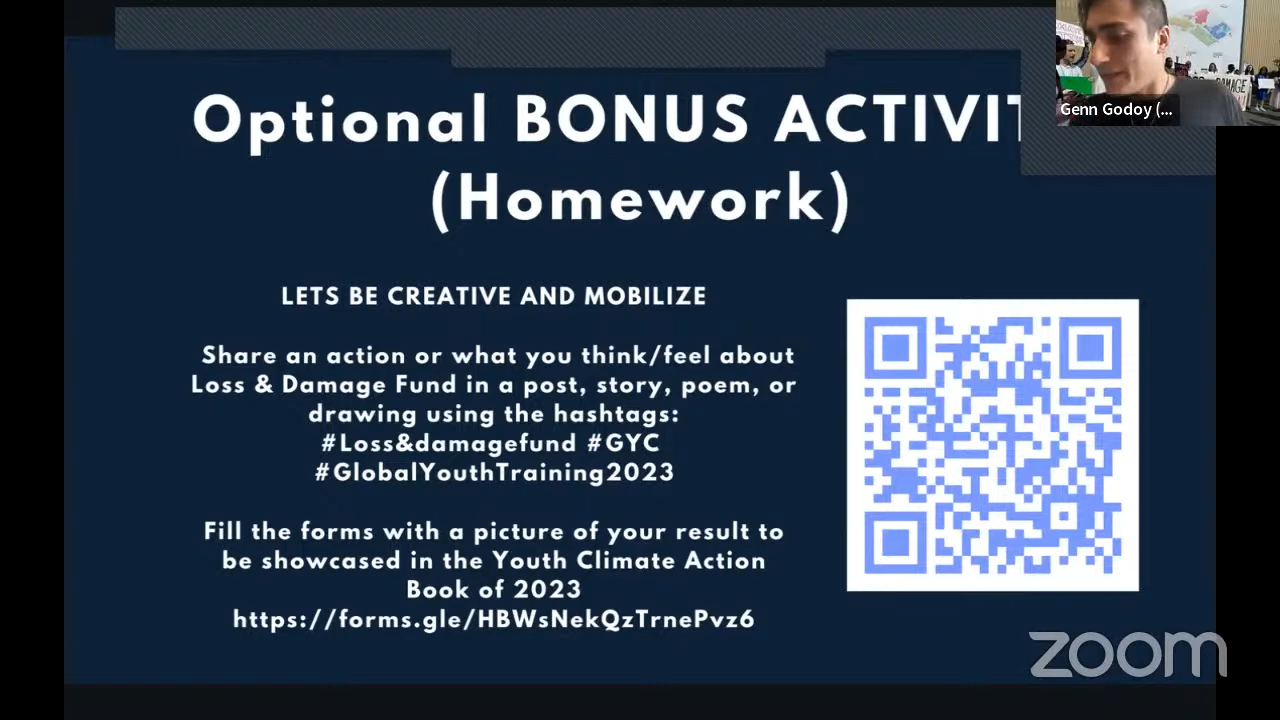 Optional BONUS ACTIVIT
(Homework)
LETS BE CREATIVE AND MOBILIZE
Share an action or what you think/feel about
Loss & Damage Fund in a post, story, poem, or
drawing using the hashtags:
#Loss&damagefund #GYC
#GlobalYouthTraining2023
Fill the forms with a picture of your result to
be showcased in the Youth Climate Action
Book of 2023
https://forms.gle/HBWsNekQzTrnePvz6
DAMAGE
Genn Godoy (...
zoom